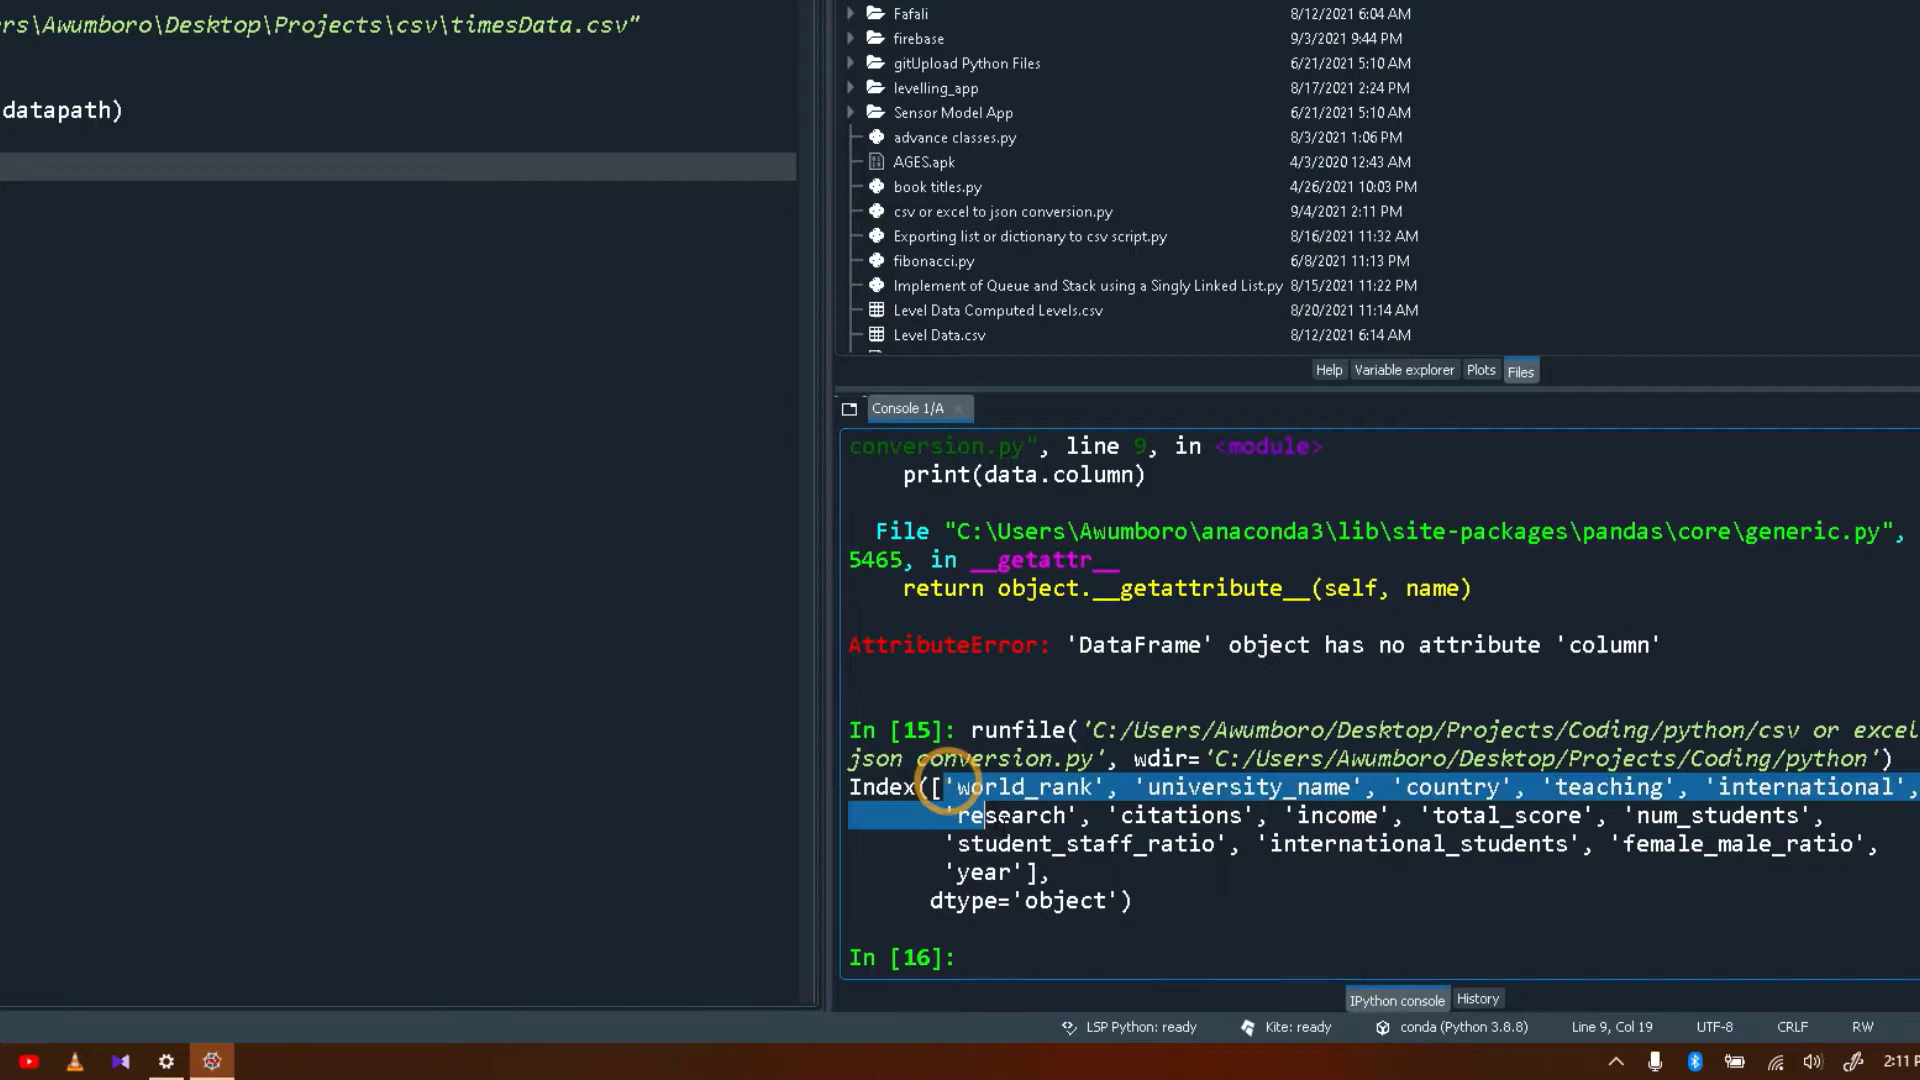 rs\Awumboro\Desktop\Projects\csv\timesData.csv"
datapath)
Fafali 8/12/2021 6:04 AM
firebase 9/3/2021 9:44 PM
gitUpload Python Files 6/21/2021 5:10 AM
levelling_app 8/17/2021 2:24 PM
Sensor Model App 6/21/2021 5:10 AM
advance classes.py 8/3/2021 1:06 PM
AGES.apk 4/3/2020 12:43 AM
book titles.py 4/26/2021 10:03 PM
csv or excel to json conversion.py 9/4/2021 2:11 PM
Exporting list or dictionary to csv script.py 8/16/2021 11:32 AM
fibonacci.py 6/8/2021 11:13 PM
Implement of Queue and Stack using a Singly Linked List.py 8/15/2021 11:22 PM
Level Data Computed Levels.csv 8/20/2021 11:14 AM
Level Data.csv 8/12/2021 6:14 AM
Help Variable explorer Plots Files
Console 1/A
conversion.py", line 9, in <module>
print(data.column)
File "C:\Users\Awumboro\anaconda3\lib\site-packages\pandas\core\generic.py",
5465, in __getattr__
return object.__getattribute__(self, name)
AttributeError: 'DataFrame' object has no attribute 'column'
In [15]: runfile('C:/Users/Awumboro/Desktop/Projects/Coding/python/csv or excel
json conversion.py', wdir='C:/Users/Awumboro/Desktop/Projects/Coding/python')
Index(['world_rank', 'university_name', 'country', 'teaching', 'international',
'research', 'citations', 'income', 'total_score', 'num_students',
'student_staff_ratio', 'international_students', 'female_male_ratio',
'year'],
dtype='object')
In [16]:
IPython console History
LSP Python: ready Kite: ready conda (Python 3.8.8) Line 9, Col 19 UTF-8 CRLF RW
2:11 P